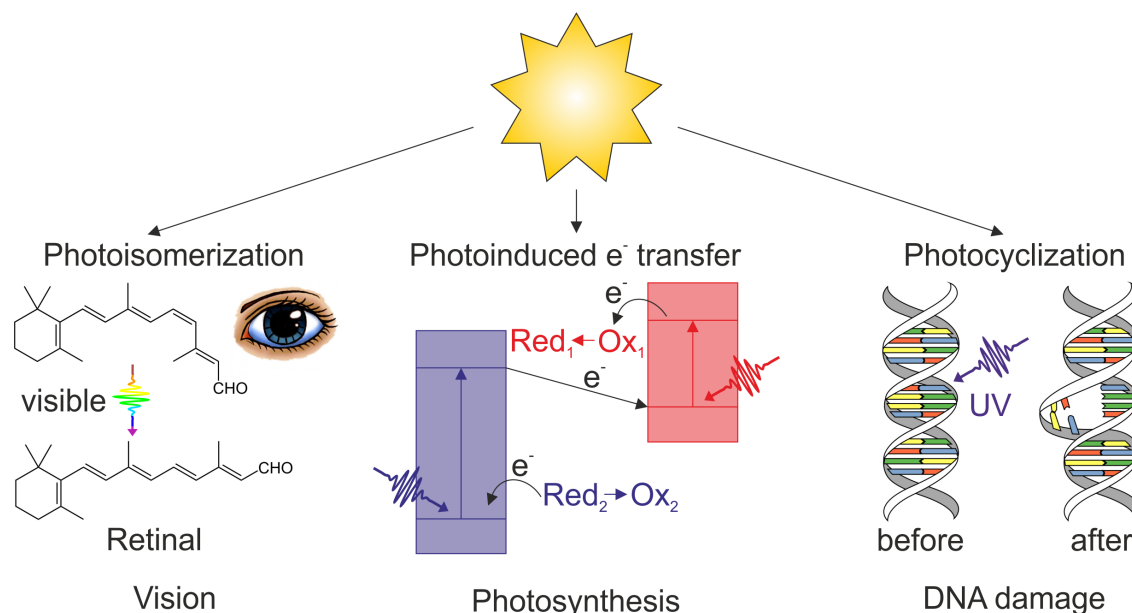 Photoisomerization
CHO
visible
CHO
Retinal
Vision
Photoinduced e⁻ transfer
e⁻
Red₁←Ox₁
e⁻
e⁻
Red₂→Ox₂
Photosynthesis
Photocyclization
UV
before
after
DNA damage